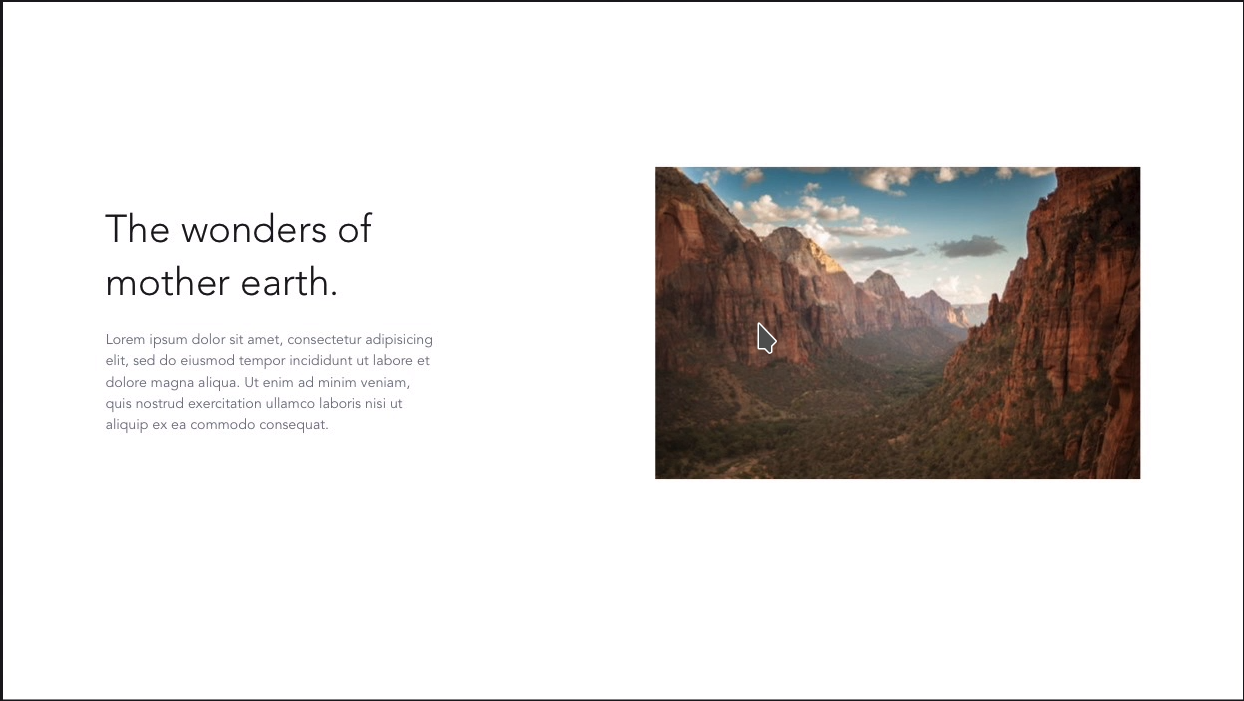 The wonders of
mother earth.
Lorem ipsum dolor sit amet, consectetur adipisicing
elit, sed do eiusmod tempor incididunt ut labore et
dolore magna aliqua. Ut enim ad minim veniam,
quis nostrud exercitation ullamco laboris nisi ut
aliquip ex ea commodo consequat.